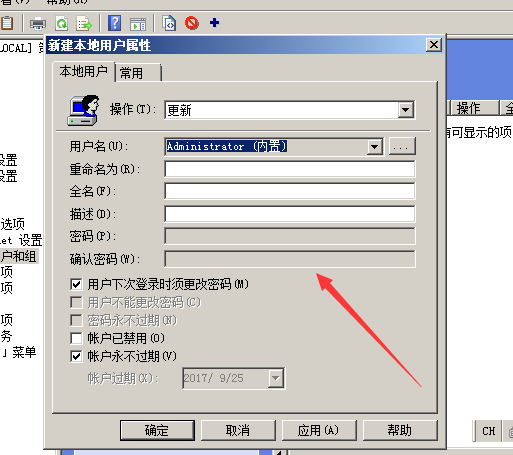 看(V) 帮助(H)
LOCAL] 策
新建本地用户属性
本地用户 常用
操作(T): 更新
用户名(U): Administrator (内置) ...
重命名为(R):
全名(F):
描述(D):
密码(P):
确认密码(W):
用户下次登录时须更改密码(M)
用户不能更改密码(C)
密码永不过期(N)
帐户已禁用(O)
帐户永不过期(V)
帐户过期(X): 2017/ 9/25
确定 取消 应用(A) 帮助
操作 全
有可显示的项
设置
设置
选项
et 设置
户和组
项
项
项
务
」菜单
CH